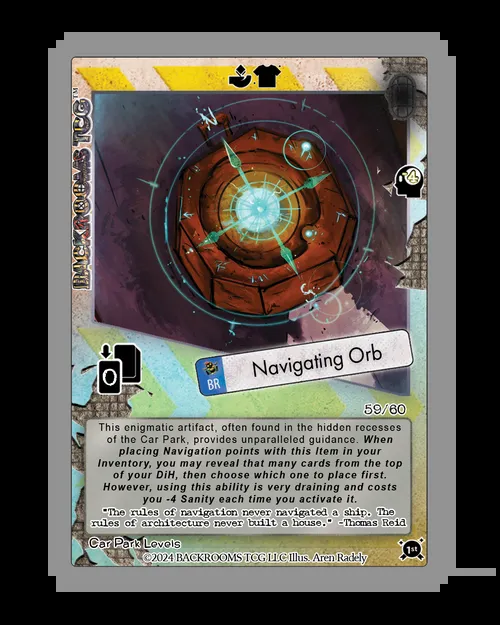 BACKROOMS TCG™
4
0
BR
Navigating Orb
59/60
This enigmatic artifact, often found in the hidden recesses
of the Car Park, provides unparalleled guidance. When
placing Navigation points with this Item in your
Inventory, you may reveal that many cards from the top
of your DiH, then choose which one to place first.
However, using this ability is very draining and costs
you -4 Sanity each time you activate it.
"The rules of navigation never navigated a ship. The
rules of architecture never built a house." -Thomas Reid
Car Park Levels
1st
©2024 BACKROOMS TCG LLC Illus. Aren Radely